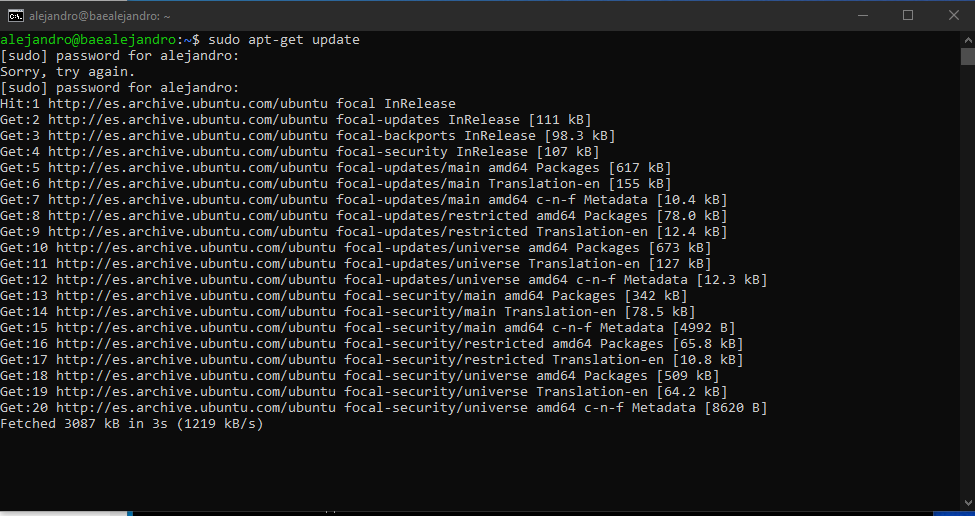 alejandro@baealejandro: ~
alejandro@baealejandro:~$ sudo apt-get update
[sudo] password for alejandro:
Sorry, try again.
[sudo] password for alejandro:
Hit:1 http://es.archive.ubuntu.com/ubuntu focal InRelease
Get:2 http://es.archive.ubuntu.com/ubuntu focal-updates InRelease [111 kB]
Get:3 http://es.archive.ubuntu.com/ubuntu focal-backports InRelease [98.3 kB]
Get:4 http://es.archive.ubuntu.com/ubuntu focal-security InRelease [107 kB]
Get:5 http://es.archive.ubuntu.com/ubuntu focal-updates/main amd64 Packages [617 kB]
Get:6 http://es.archive.ubuntu.com/ubuntu focal-updates/main Translation-en [155 kB]
Get:7 http://es.archive.ubuntu.com/ubuntu focal-updates/main amd64 c-n-f Metadata [10.4 kB]
Get:8 http://es.archive.ubuntu.com/ubuntu focal-updates/restricted amd64 Packages [78.0 kB]
Get:9 http://es.archive.ubuntu.com/ubuntu focal-updates/restricted Translation-en [12.4 kB]
Get:10 http://es.archive.ubuntu.com/ubuntu focal-updates/universe amd64 Packages [673 kB]
Get:11 http://es.archive.ubuntu.com/ubuntu focal-updates/universe Translation-en [127 kB]
Get:12 http://es.archive.ubuntu.com/ubuntu focal-updates/universe amd64 c-n-f Metadata [12.3 kB]
Get:13 http://es.archive.ubuntu.com/ubuntu focal-security/main amd64 Packages [342 kB]
Get:14 http://es.archive.ubuntu.com/ubuntu focal-security/main Translation-en [78.5 kB]
Get:15 http://es.archive.ubuntu.com/ubuntu focal-security/main amd64 c-n-f Metadata [4992 B]
Get:16 http://es.archive.ubuntu.com/ubuntu focal-security/restricted amd64 Packages [65.8 kB]
Get:17 http://es.archive.ubuntu.com/ubuntu focal-security/restricted Translation-en [10.8 kB]
Get:18 http://es.archive.ubuntu.com/ubuntu focal-security/universe amd64 Packages [509 kB]
Get:19 http://es.archive.ubuntu.com/ubuntu focal-security/universe Translation-en [64.2 kB]
Get:20 http://es.archive.ubuntu.com/ubuntu focal-security/universe amd64 c-n-f Metadata [8620 B]
Fetched 3087 kB in 3s (1219 kB/s)